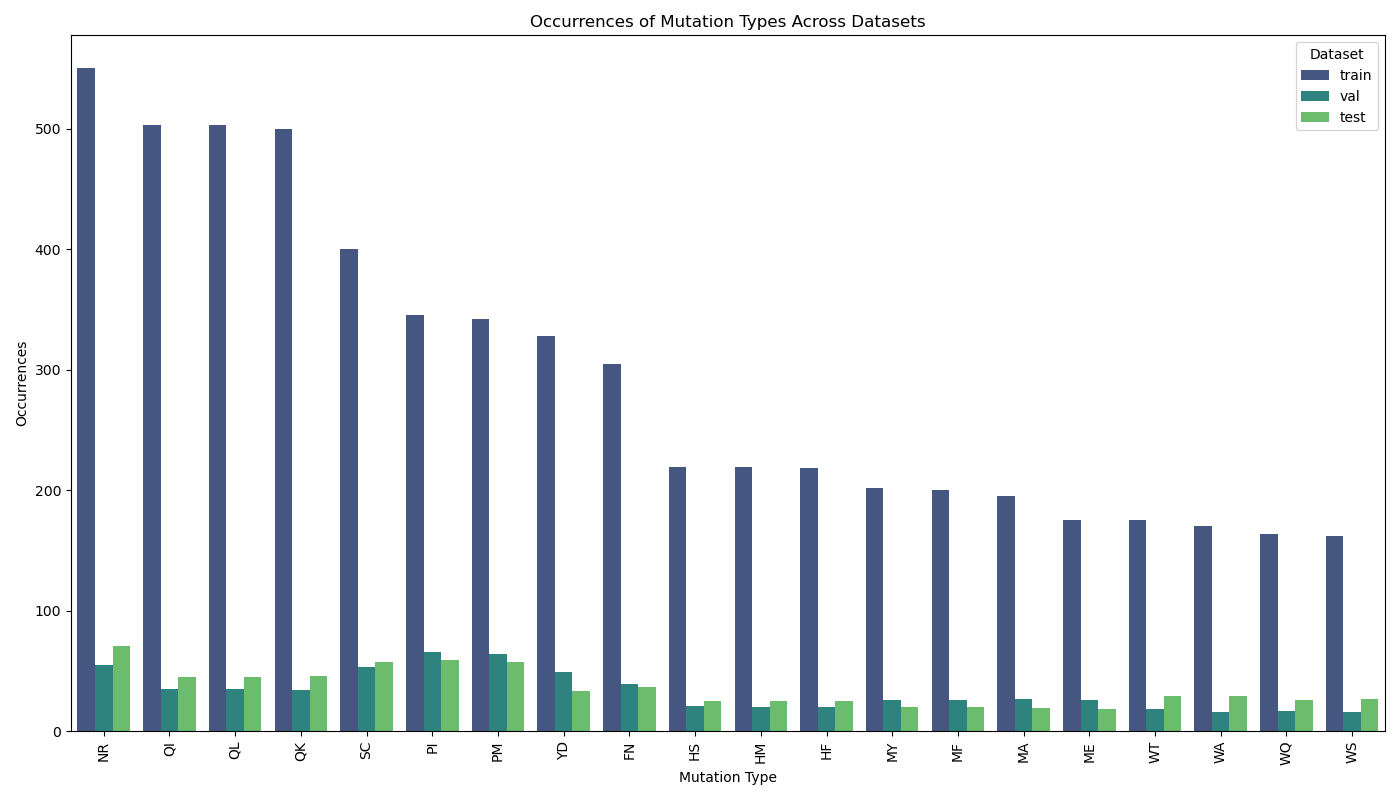 Occurrences of Mutation Types Across Datasets
Dataset
train
val
test
Occurrences
500
400
300
200
100
0
NR QI QL QK SC PI PM YD FN HS HM HF MY MF MA ME WT WA WQ WS
Mutation Type